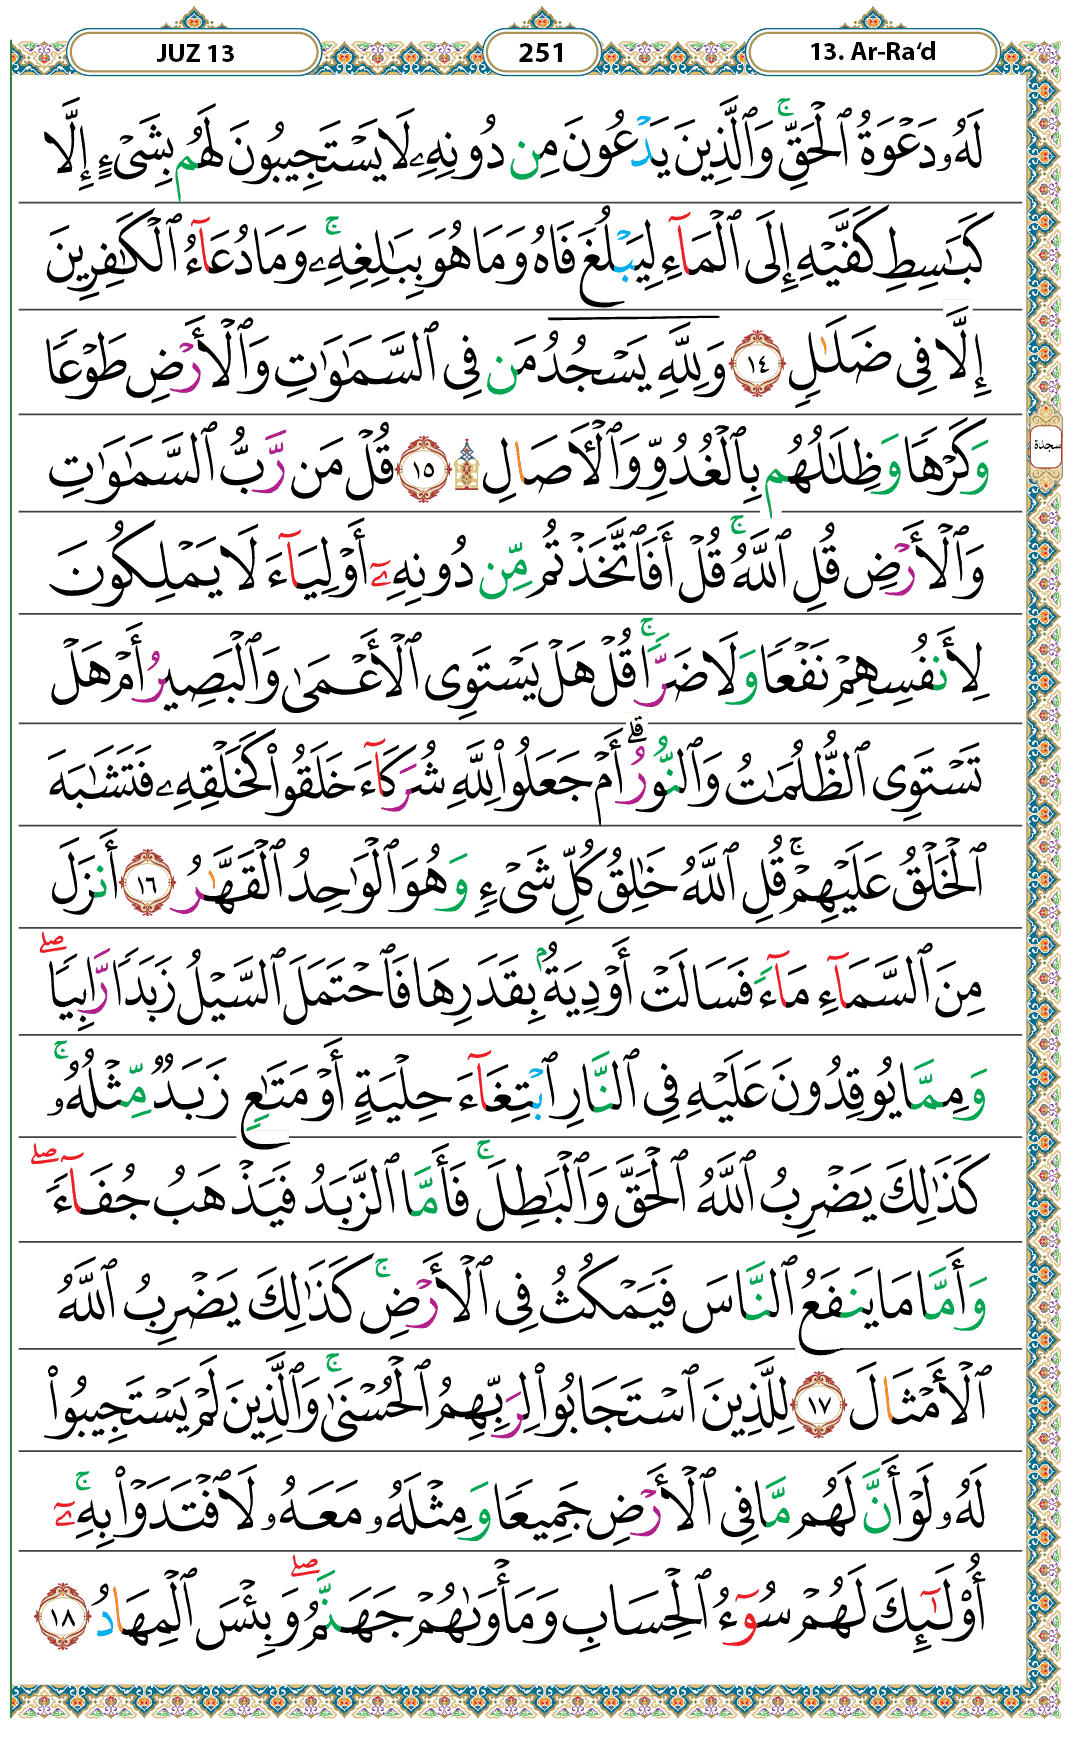 JUZ 13
251
13. Ar-Ra‘d
لَهُۥ دَعْوَةُ ٱلْحَقِّ ۚ وَٱلَّذِينَ يَدْعُونَ مِن دُونِهِۦ لَا يَسْتَجِيبُونَ لَهُم بِشَىْءٍ إِلَّا
كَبَـٰسِطِ كَفَّيْهِ إِلَى ٱلْمَآءِ لِيَبْلُغَ فَاهُ وَمَا هُوَ بِبَـٰلِغِهِۦ ۚ وَمَا دُعَآءُ ٱلْكَـٰفِرِينَ
إِلَّا فِى ضَلَـٰلٍ ١٤ وَلِلَّهِ يَسْجُدُ مَن فِى ٱلسَّمَـٰوَٰتِ وَٱلْأَرْضِ طَوْعًا
وَكَرْهًا وَظِلَـٰلُهُم بِٱلْغُدُوِّ وَٱلْـَٔاصَالِ ۩ ١٥ قُلْ مَن رَّبُّ ٱلسَّمَـٰوَٰتِ
وَٱلْأَرْضِ قُلِ ٱللَّهُ ۚ قُلْ أَفَٱتَّخَذْتُم مِّن دُونِهِۦٓ أَوْلِيَآءَ لَا يَمْلِكُونَ
لِأَنفُسِهِمْ نَفْعًا وَلَا ضَرًّا ۚ قُلْ هَلْ يَسْتَوِى ٱلْأَعْمَىٰ وَٱلْبَصِيرُ أَمْ هَلْ
تَسْتَوِى ٱلظُّلُمَـٰتُ وَٱلنُّورُ ۗ أَمْ جَعَلُوا۟ لِلَّهِ شُرَكَآءَ خَلَقُوا۟ كَخَلْقِهِۦ فَتَشَـٰبَهَ
ٱلْخَلْقُ عَلَيْهِمْ ۚ قُلِ ٱللَّهُ خَـٰلِقُ كُلِّ شَىْءٍ وَهُوَ ٱلْوَٰحِدُ ٱلْقَهَّـٰرُ ١٦ أَنزَلَ
مِنَ ٱلسَّمَآءِ مَآءً فَسَالَتْ أَوْدِيَةٌۢ بِقَدَرِهَا فَٱحْتَمَلَ ٱلسَّيْلُ زَبَدًا رَّابِيًا ۖ
وَمِمَّا يُوقِدُونَ عَلَيْهِ فِى ٱلنَّارِ ٱبْتِغَآءَ حِلْيَةٍ أَوْ مَتَـٰعٍ زَبَدٌ مِّثْلُهُۥ ۚ
كَذَٰلِكَ يَضْرِبُ ٱللَّهُ ٱلْحَقَّ وَٱلْبَـٰطِلَ ۚ فَأَمَّا ٱلزَّبَدُ فَيَذْهَبُ جُفَآءً ۖ
وَأَمَّا مَا يَنفَعُ ٱلنَّاسَ فَيَمْكُثُ فِى ٱلْأَرْضِ ۚ كَذَٰلِكَ يَضْرِبُ ٱللَّهُ
ٱلْأَمْثَالَ ١٧ لِلَّذِينَ ٱسْتَجَابُوا۟ لِرَبِّهِمُ ٱلْحُسْنَىٰ ۚ وَٱلَّذِينَ لَمْ يَسْتَجِيبُوا۟
لَهُۥ لَوْ أَنَّ لَهُم مَّا فِى ٱلْأَرْضِ جَمِيعًا وَمِثْلَهُۥ مَعَهُۥ لَٱفْتَدَوْا۟ بِهِۦٓ ۚ
أُو۟لَـٰٓئِكَ لَهُمْ سُوٓءُ ٱلْحِسَابِ وَمَأْوَىٰهُمْ جَهَنَّمُ ۖ وَبِئْسَ ٱلْمِهَادُ ١٨
سجدة